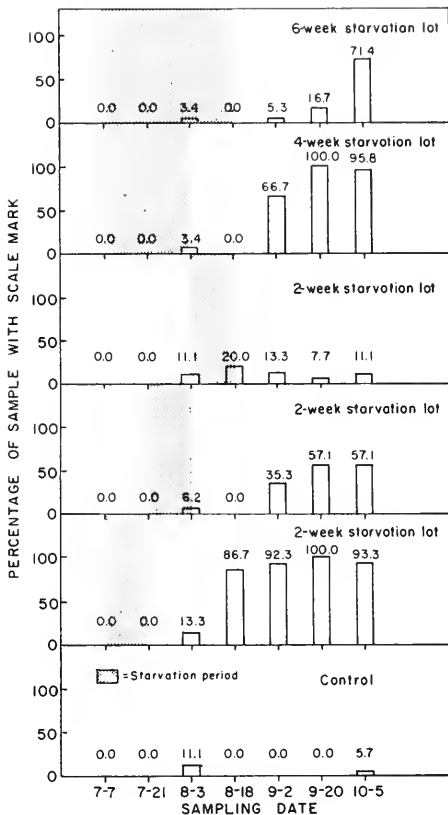 PERCENTAGE OF SAMPLE WITH SCALE MARK
6-week starvation lot
100
50
0
0.0 0.0 3.4 0.0 5.3 16.7 71.4
4-week starvation lot
100
50
0
0.0 0.0 3.4 0.0 66.7 100.0 95.8
2-week starvation lot
100
50
0
0.0 0.0 11.1 20.0 13.3 7.7 11.1
2-week starvation lot
100
50
0
0.0 0.0 6.2 0.0 35.3 57.1 57.1
2-week starvation lot
100
50
0
0.0 0.0 13.3 86.7 92.3 100.0 93.3
=Starvation period
Control
100
50
0
0.0 0.0 11.1 0.0 0.0 0.0 5.7
7-7 7-21 8-3 8-18 9-2 9-20 10-5
SAMPLING DATE